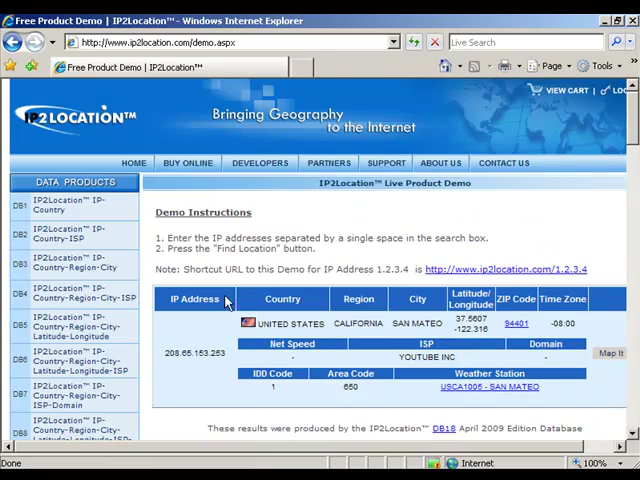 Free Product Demo | IP2Location™ - Windows Internet Explorer
http://www.ip2location.com/demo.aspx
Live Search
Free Product Demo | IP2Location™
Page
Tools
VIEW CART |
IP2LOCATION™
Bringing Geography
to the Internet
HOME
BUY ONLINE
DEVELOPERS
PARTNERS
SUPPORT
ABOUT US
CONTACT US
DATA PRODUCTS
DB1 IP2Location™ IP-
Country
DB2 IP2Location™ IP-
Country-ISP
DB3 IP2Location™ IP-
Country-Region-City
DB4 IP2Location™ IP-
Country-Region-City-ISP
DB5 IP2Location™ IP-
Country-Region-City-
Latitude-Longitude
DB6 IP2Location™ IP-
Country-Region-City-
Latitude-Longitude-ISP
DB7 IP2Location™ IP-
Country-Region-City-
ISP-Domain
DB8 IP2Location™ IP-
Country-Region-City-
Latitude-Longitude-ISP-
IP2Location™ Live Product Demo
Demo Instructions
1. Enter the IP addresses separated by a single space in the search box.
2. Press the "Find Location" button.
Note: Shortcut URL to this Demo for IP Address 1.2.3.4 is http://www.ip2location.com/1.2.3.4
IP Address Country Region City Latitude/ Longitude ZIP Code Time Zone
208.65.153.253
UNITED STATES CALIFORNIA SAN MATEO 37.5607 -122.316 94401 -08:00
Net Speed ISP Domain
- YOUTUBE INC -
Map It
IDD Code Area Code Weather Station
1 650 USCA1005 - SAN MATEO
These results were produced by the IP2Location™ DB18 April 2009 Edition Database
Done
Internet
100%